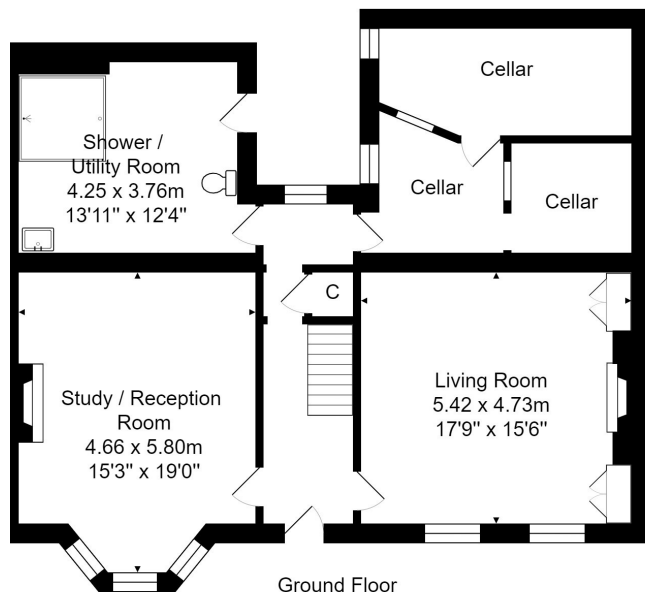 Cellar
Shower /
Utility Room
4.25 x 3.76m
13'11" x 12'4"
Cellar
Cellar
C
Study / Reception
Room
4.66 x 5.80m
15'3" x 19'0"
Living Room
5.42 x 4.73m
17'9" x 15'6"
Ground Floor